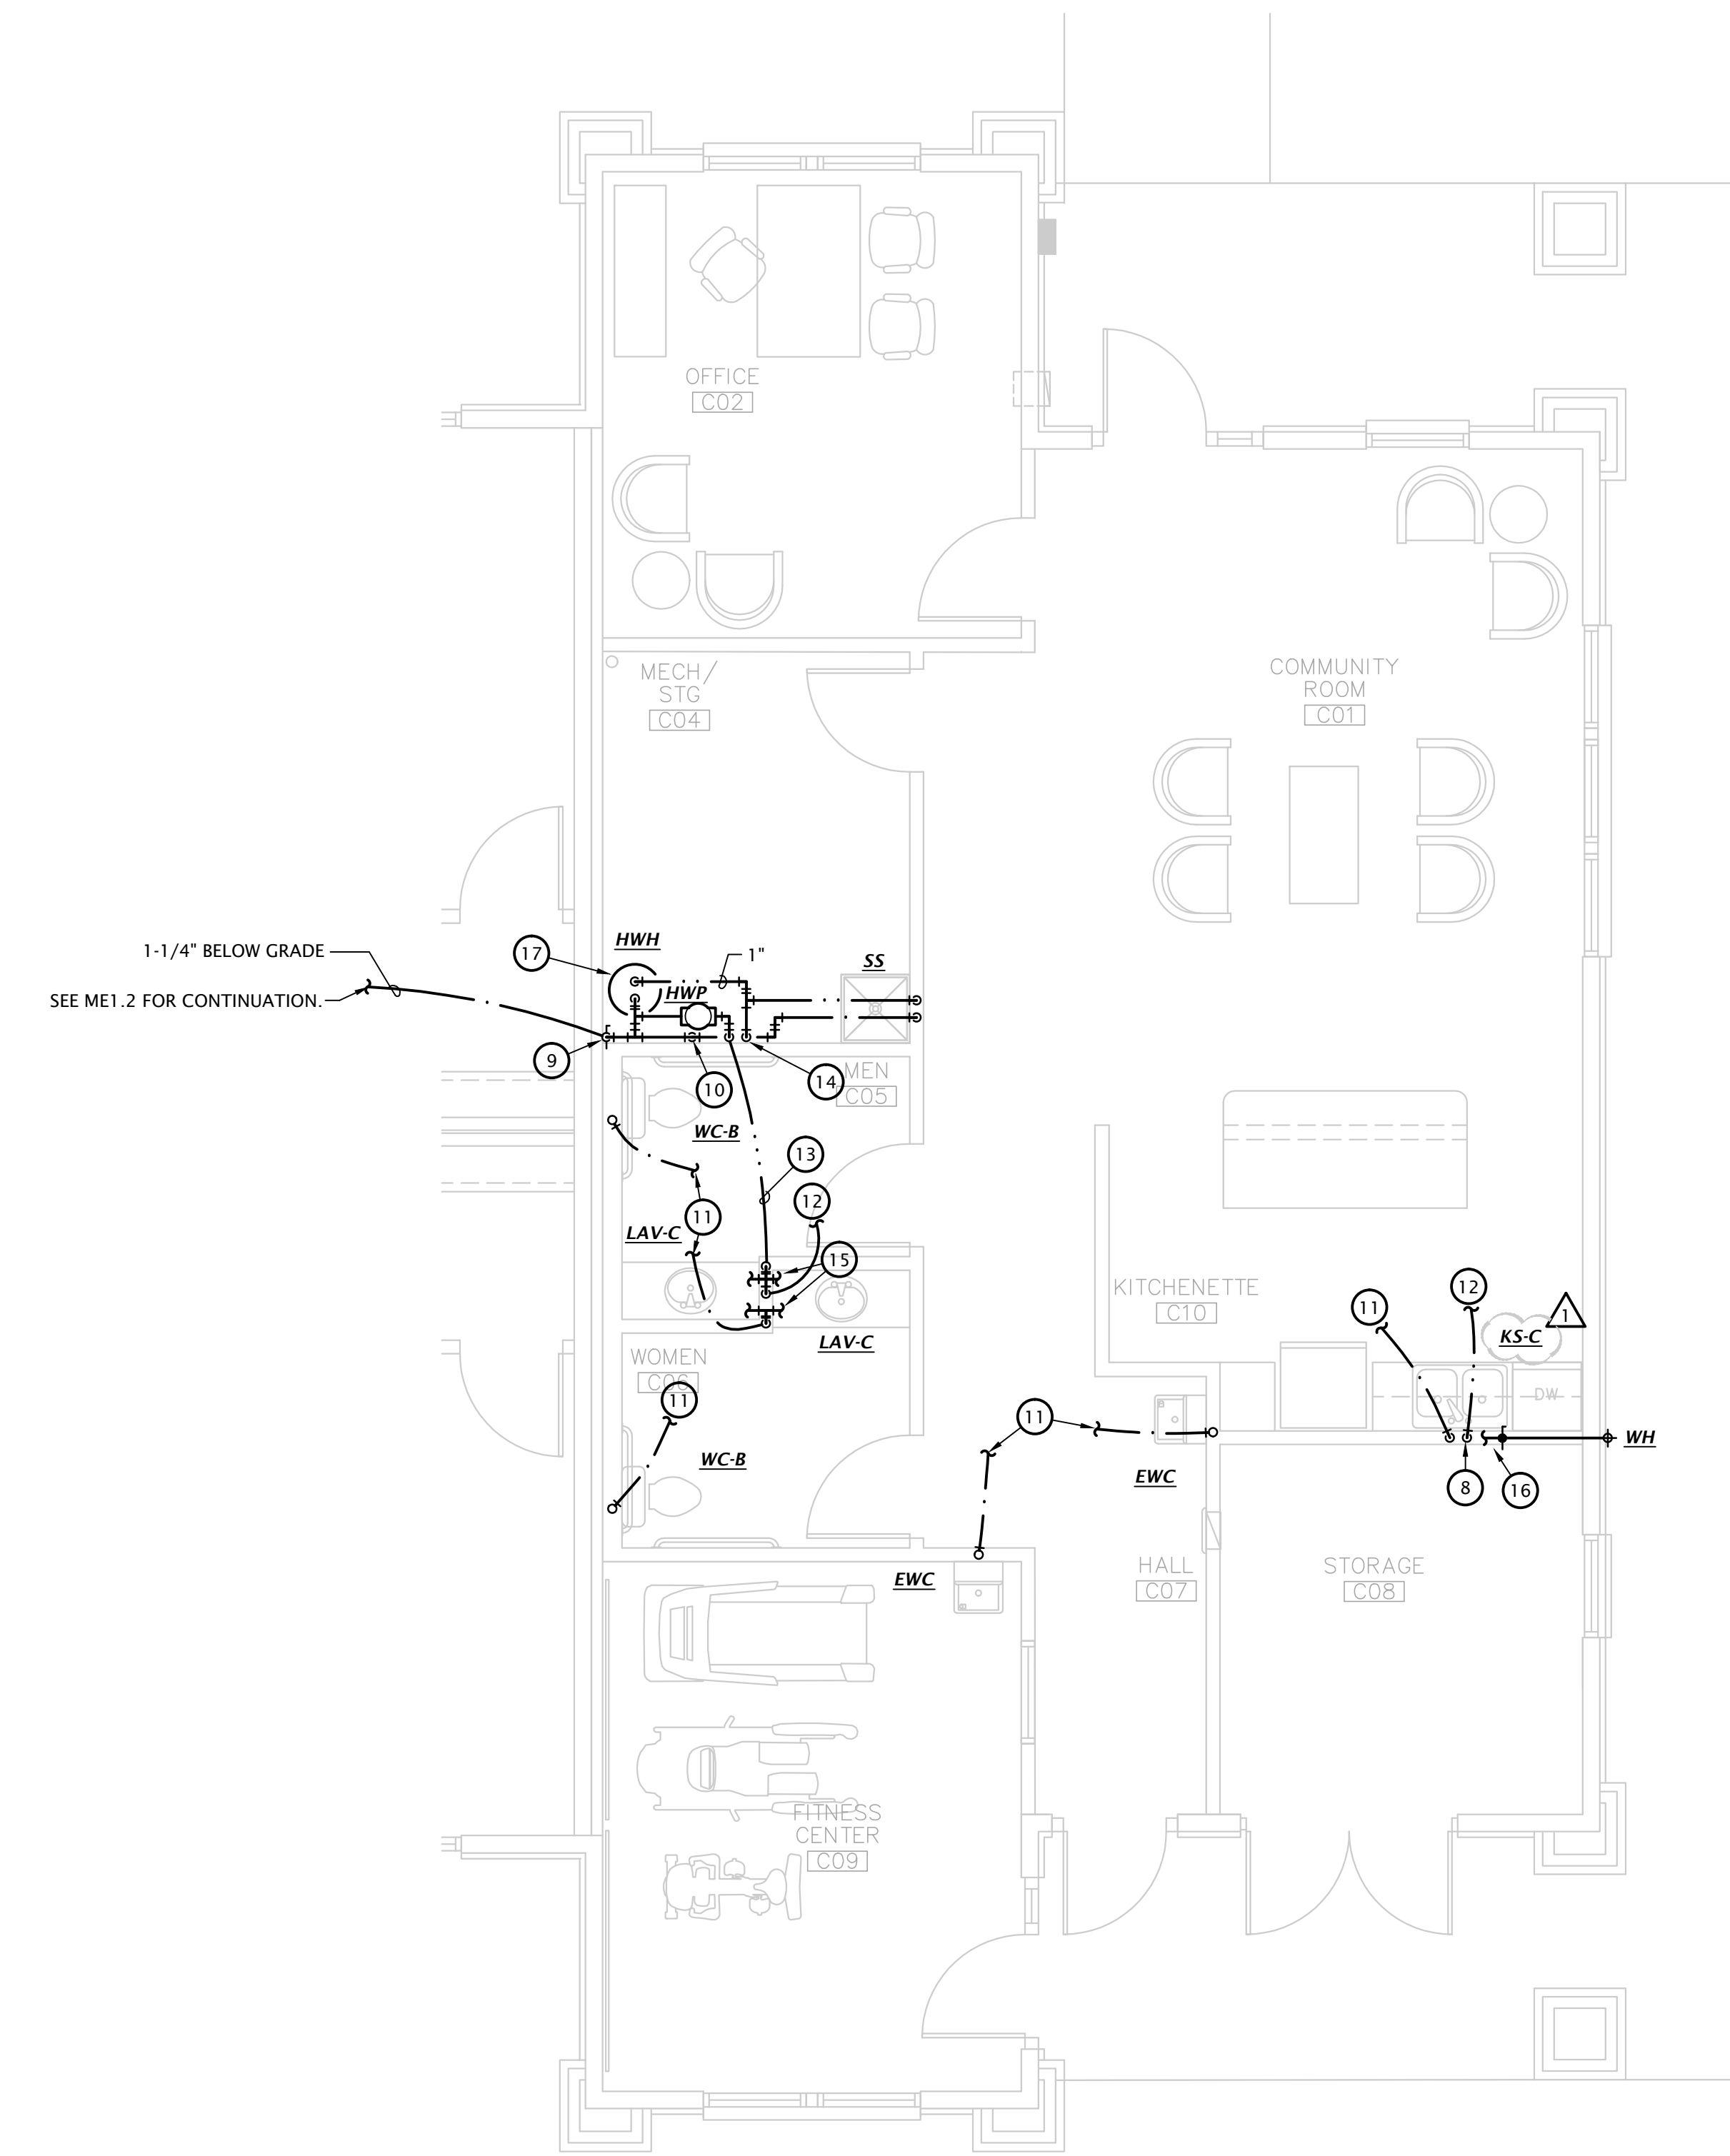 OFFICE
C02
MECH/
STG
C04
COMMUNITY
ROOM
C01
1-1/4" BELOW GRADE
SEE ME1.2 FOR CONTINUATION.
17
HWH
1"
SS
HWP
9
10
14
MEN
C05
WC-B
13
12
11
LAV-C
15
LAV-C
KITCHENETTE
C10
11
12
1
KS-C
DW
WOMEN
C06
11
11
WC-B
EWC
8
16
WH
EWC
HALL
C07
STORAGE
C08
FITNESS
CENTER
C09